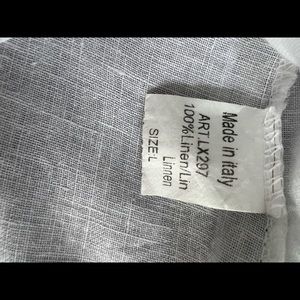 Made in italy
ART.LX297
100%Linen/Lin
Linnen
SIZE:L